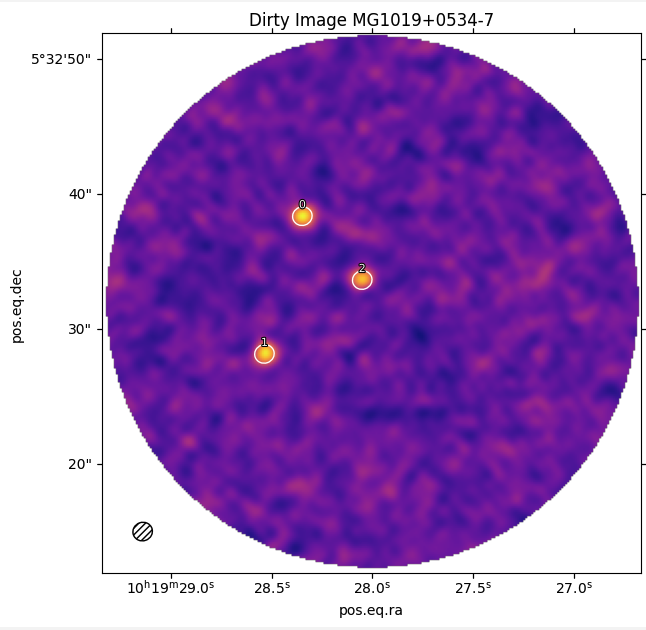 Dirty Image MG1019+0534-7
5°32'50"
40"
30"
20"
0
2
1
10ʰ19ᵐ29.0ˢ 28.5ˢ 28.0ˢ 27.5ˢ 27.0ˢ
pos.eq.ra
pos.eq.dec